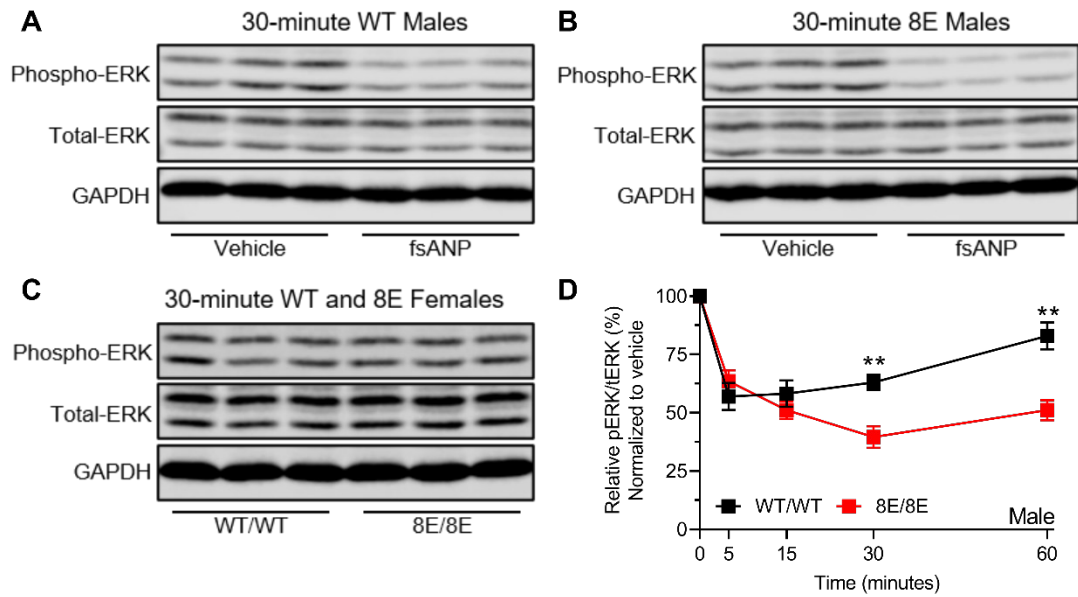 A
30-minute WT Males
Phospho-ERK
Total-ERK
GAPDH
Vehicle
fsANP
B
30-minute 8E Males
Phospho-ERK
Total-ERK
GAPDH
Vehicle
fsANP
C
30-minute WT and 8E Females
Phospho-ERK
Total-ERK
GAPDH
WT/WT
8E/8E
D
Relative pERK/tERK (%)
Normalized to vehicle
100
75
50
25
0
**
**
WT/WT
8E/8E
Male
0 5 15 30 60
Time (minutes)